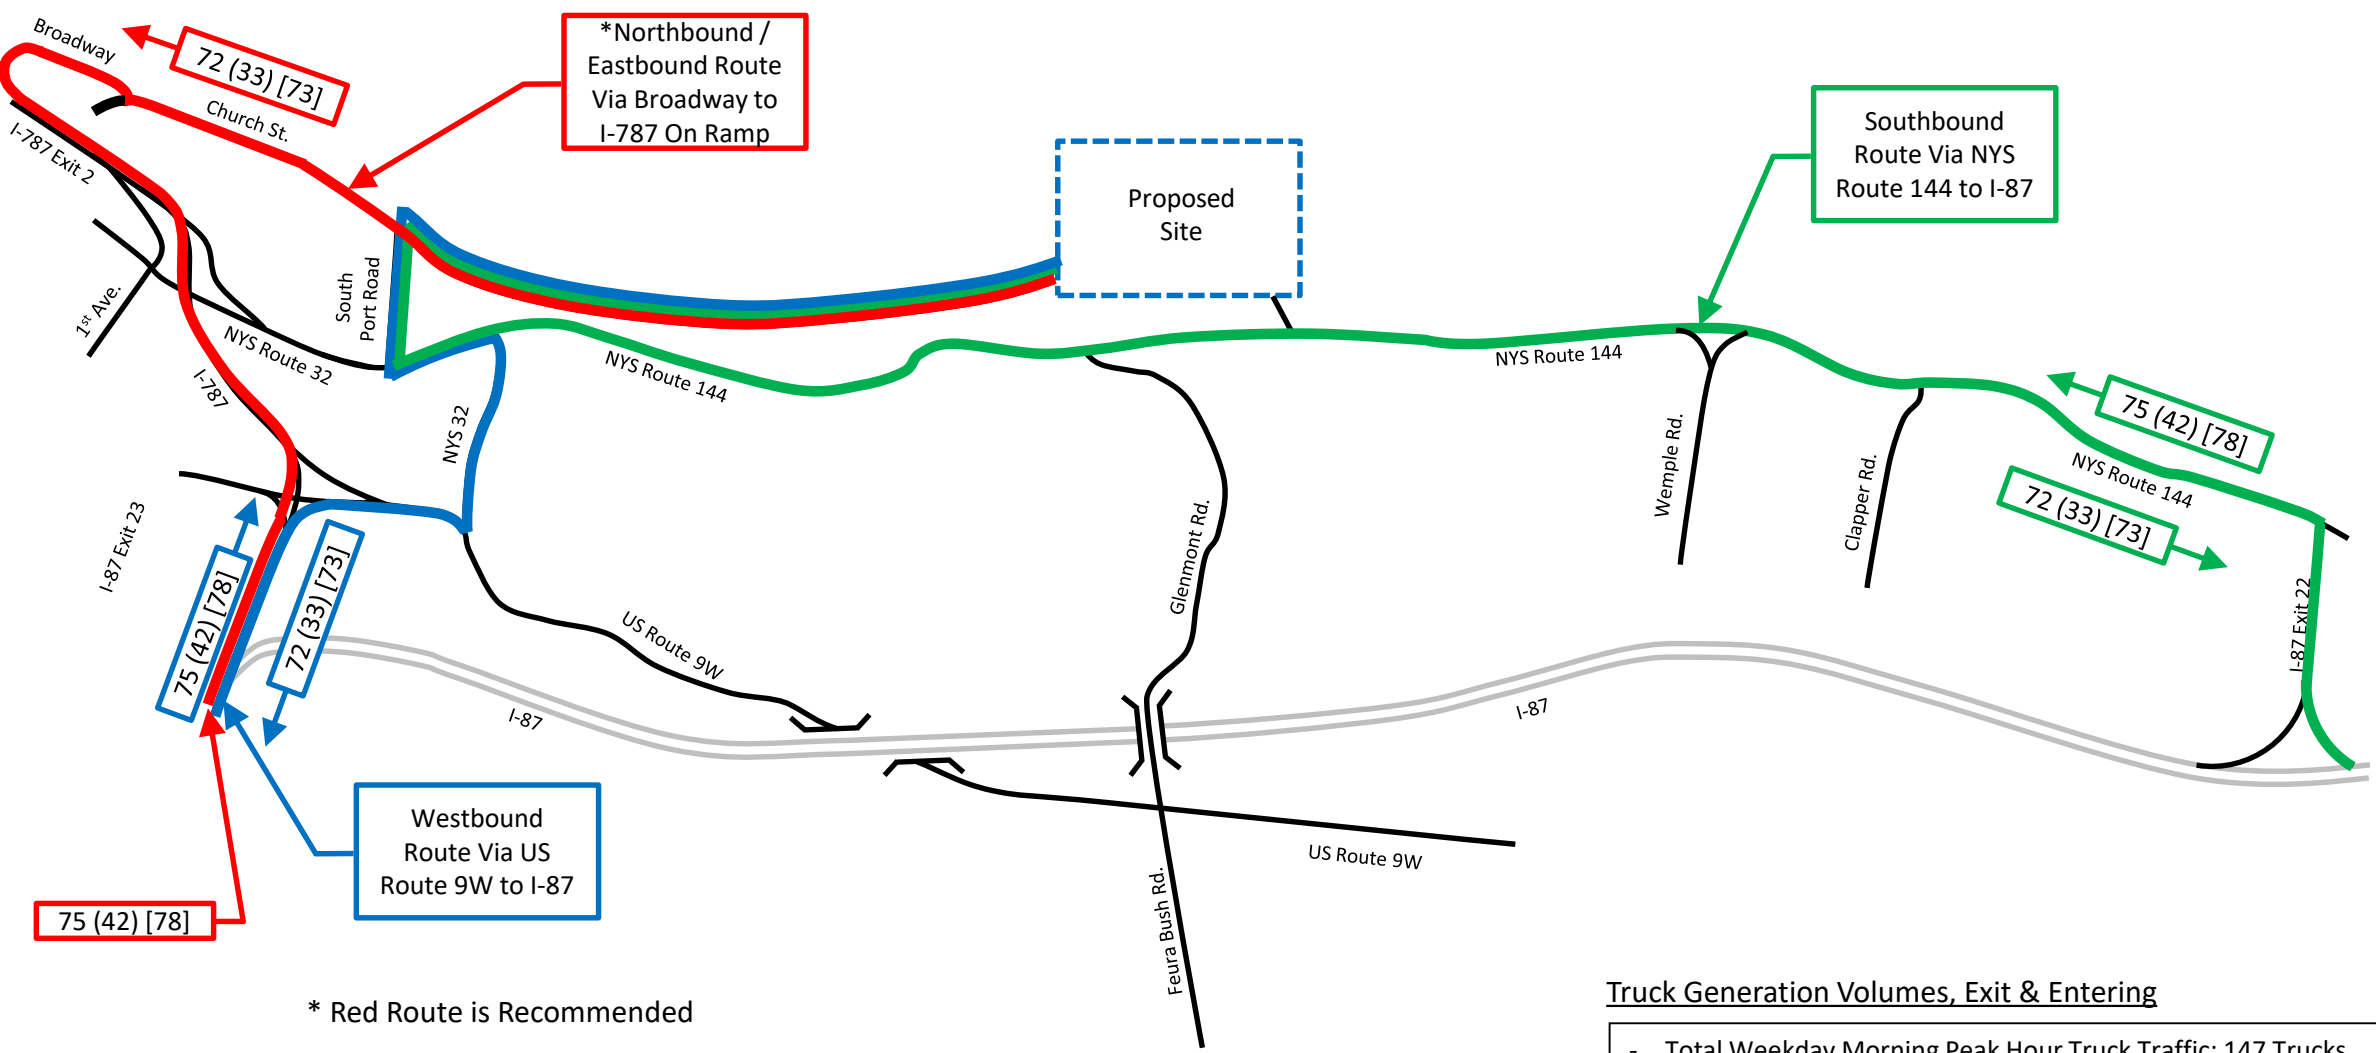 Broadway
72 (33) [73]
*Northbound /
Eastbound Route
Via Broadway to
I-787 On Ramp
Church St.
I-787 Exit 2
Southbound
Route Via NYS
Route 144 to I-87
Proposed
Site
South
Port Road
1st Ave.
NYS Route 32
I-787
NYS Route 144
NYS Route 144
NYS 32
75 (42) [78]
NYS Route 144
72 (33) [73]
Wemple Rd.
Clapper Rd.
Glenmont Rd.
I-87 Exit 23
75 (42) [78]
72 (33) [73]
I-87 Exit 22
US Route 9W
I-87
I-87
Westbound
Route Via US
Route 9W to I-87
US Route 9W
75 (42) [78]
Feura Bush Rd.
* Red Route is Recommended
Truck Generation Volumes, Exit & Entering
- Total Weekday Morning Peak Hour Truck Traffic: 147 Trucks